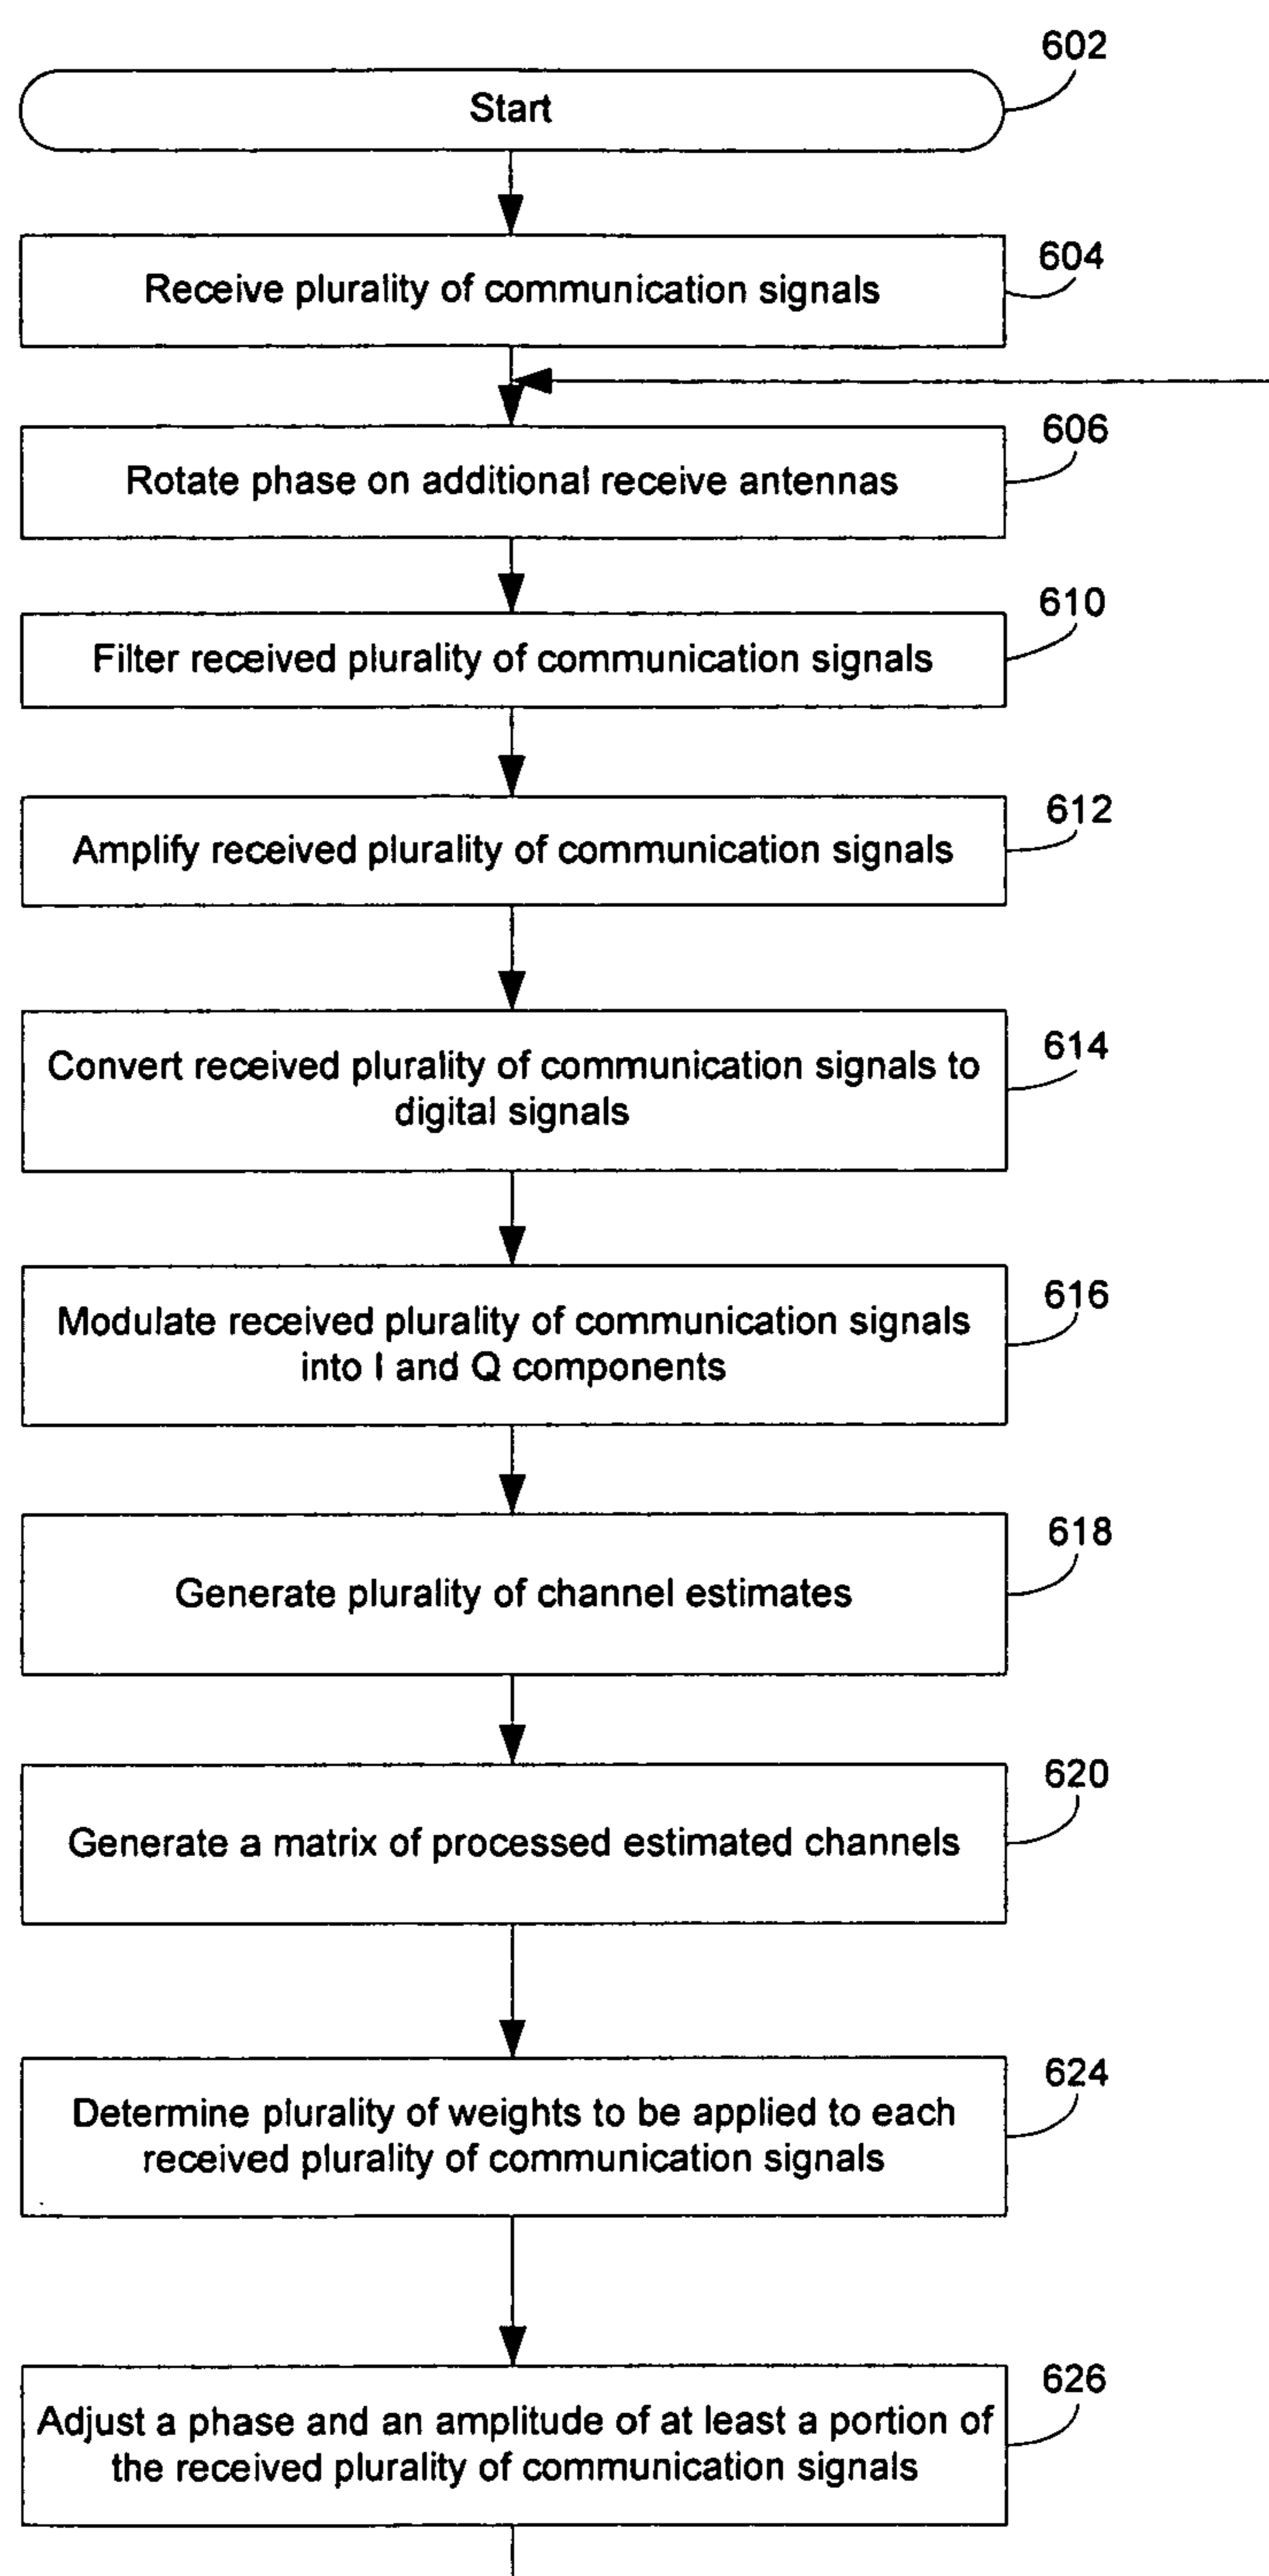 602
Start
604
Receive plurality of communication signals
606
Rotate phase on additional receive antennas
610
Filter received plurality of communication signals
612
Amplify received plurality of communication signals
614
Convert received plurality of communication signals to
digital signals
616
Modulate received plurality of communication signals
into I and Q components
618
Generate plurality of channel estimates
620
Generate a matrix of processed estimated channels
624
Determine plurality of weights to be applied to each
received plurality of communication signals
626
Adjust a phase and an amplitude of at least a portion of
the received plurality of communication signals